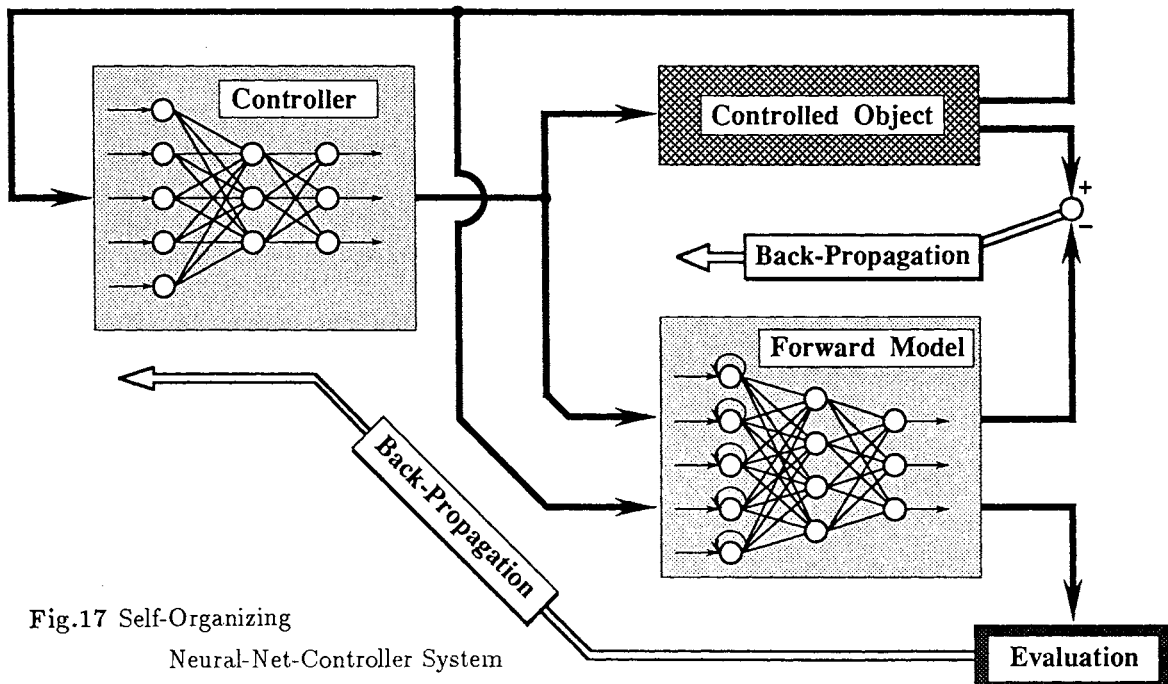 Controller
Controlled Object
+
−
Back-Propagation
Forward Model
Back-Propagation
Fig.17 Self-Organizing
Neural-Net-Controller System
Evaluation